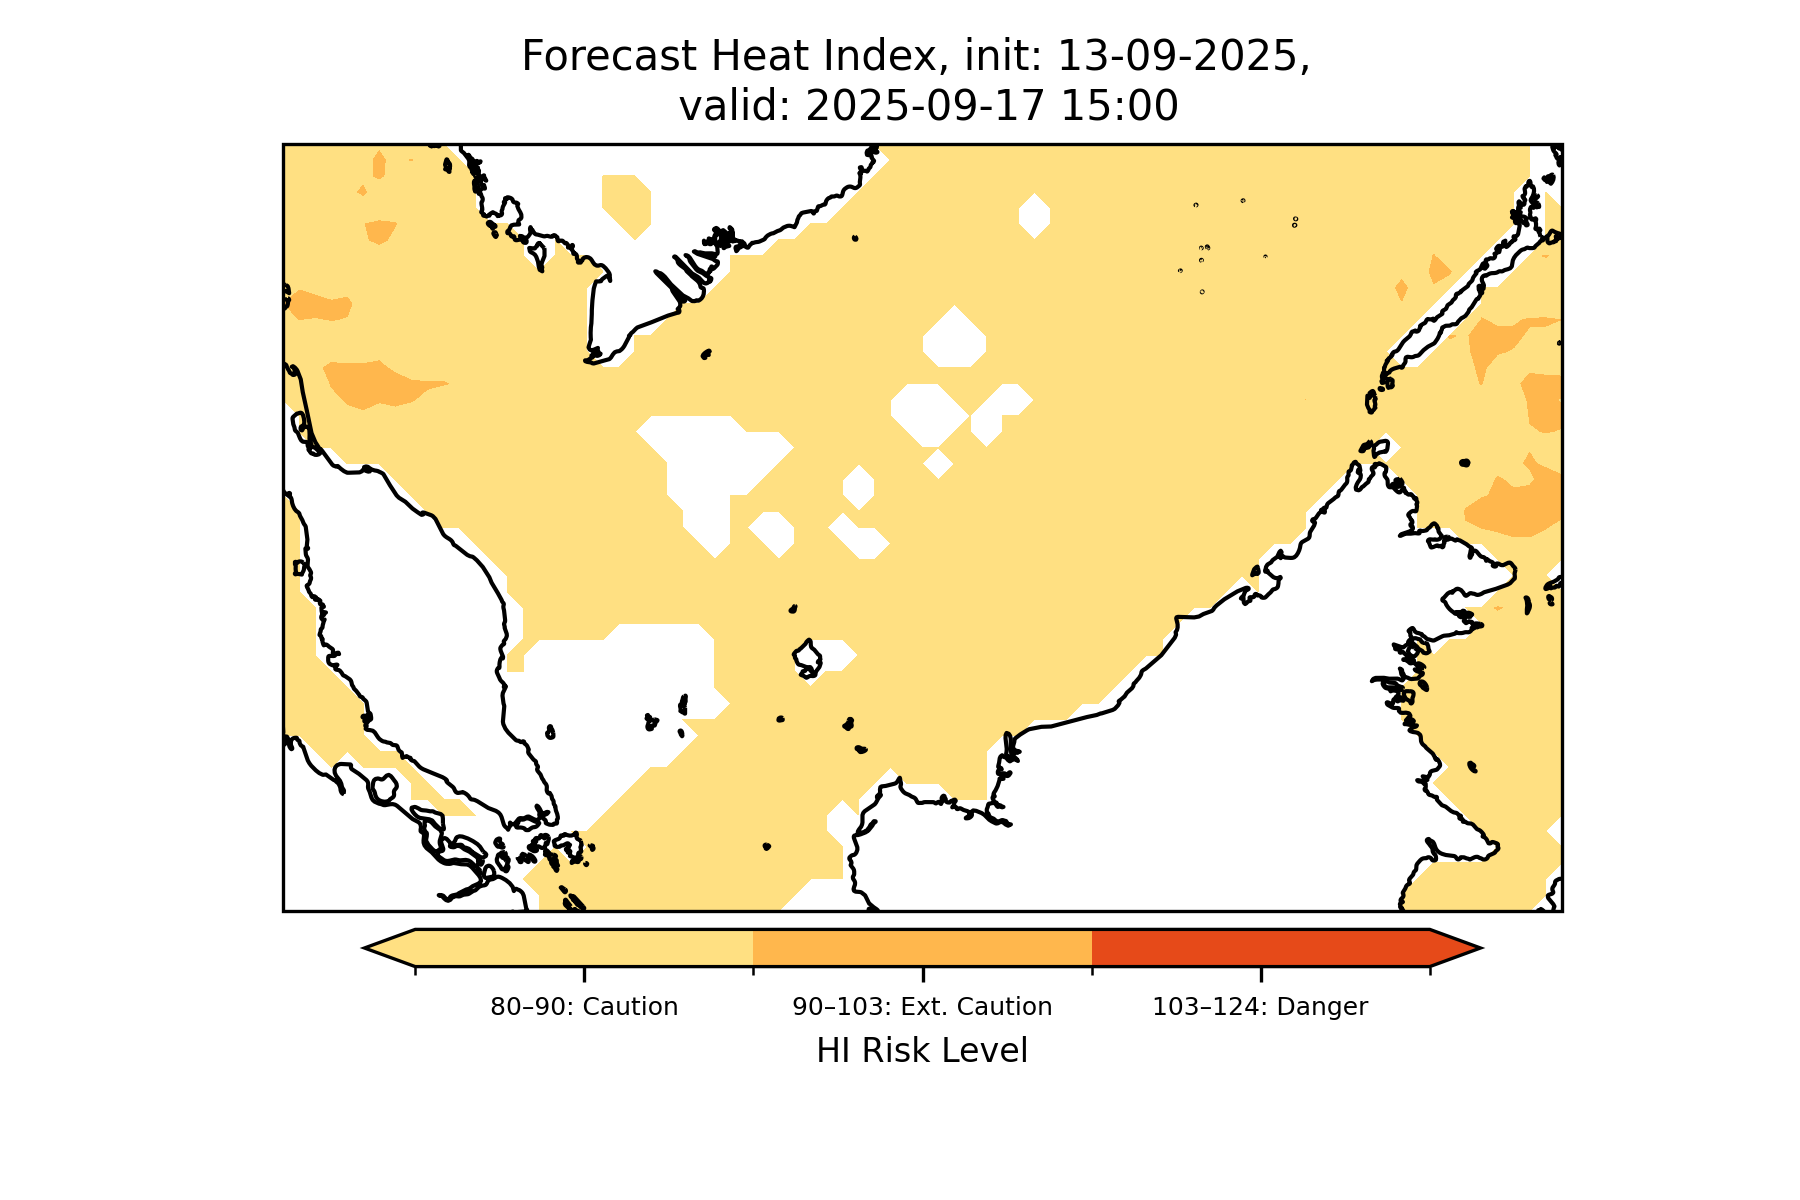 Forecast Heat Index, init: 13-09-2025,
valid: 2025-09-17 15:00
80–90: Caution
90–103: Ext. Caution
103–124: Danger
HI Risk Level